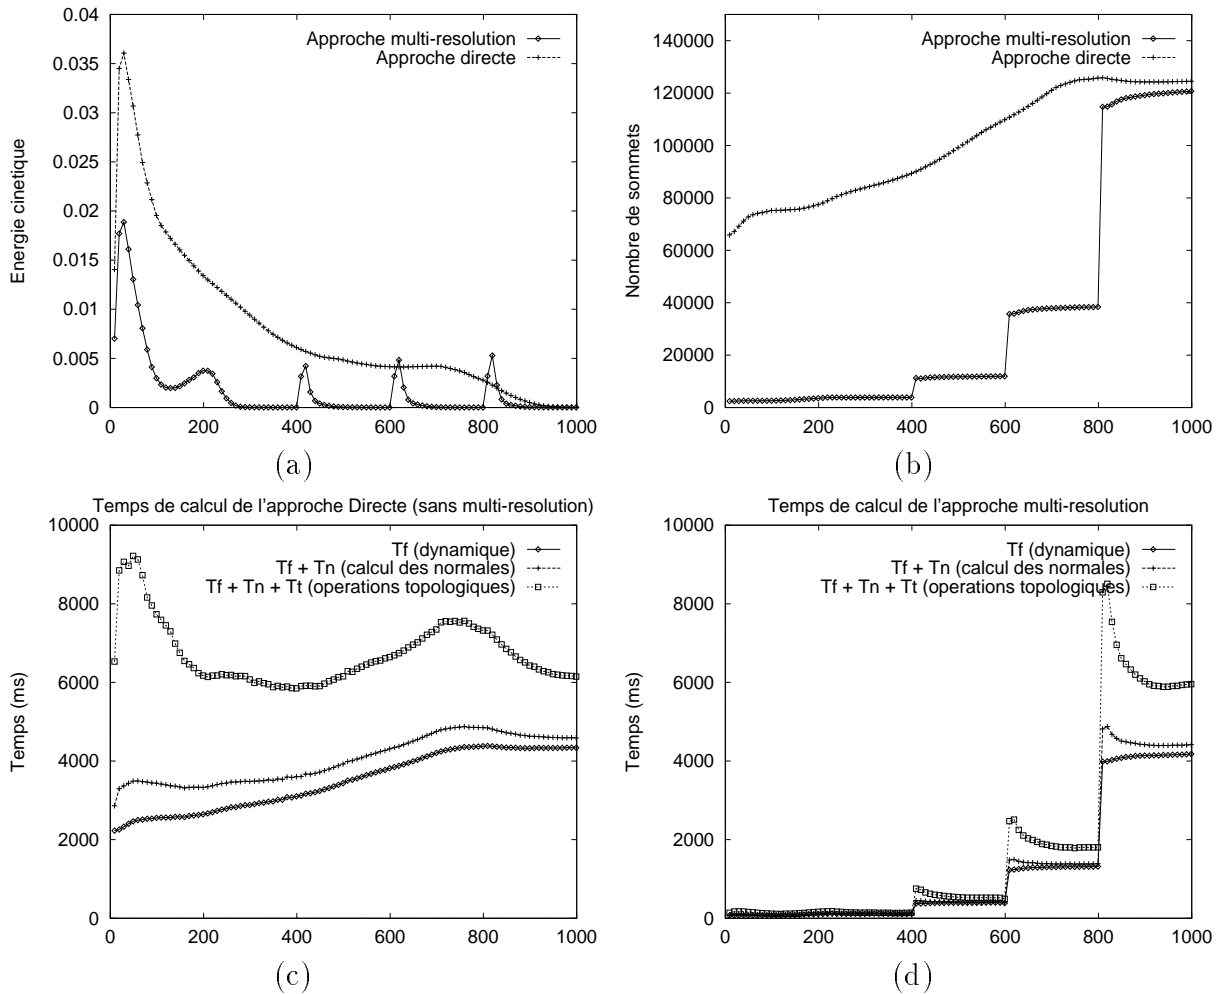 0.04
0.035
0.03
0.025
0.02
0.015
0.01
0.005
0
0 200 400 600 800 1000
Energie cinetique
Approche multi-resolution
Approche directe
(a)
140000
120000
100000
80000
60000
40000
20000
0
0 200 400 600 800 1000
Nombre de sommets
Approche multi-resolution
Approche directe
(b)
Temps de calcul de l'approche Directe (sans multi-resolution)
10000
8000
6000
4000
2000
0
0 200 400 600 800 1000
Temps (ms)
Tf (dynamique)
Tf + Tn (calcul des normales)
Tf + Tn + Tt (operations topologiques)
(c)
Temps de calcul de l'approche multi-resolution
10000
8000
6000
4000
2000
0
0 200 400 600 800 1000
Temps (ms)
Tf (dynamique)
Tf + Tn (calcul des normales)
Tf + Tn + Tt (operations topologiques)
(d)